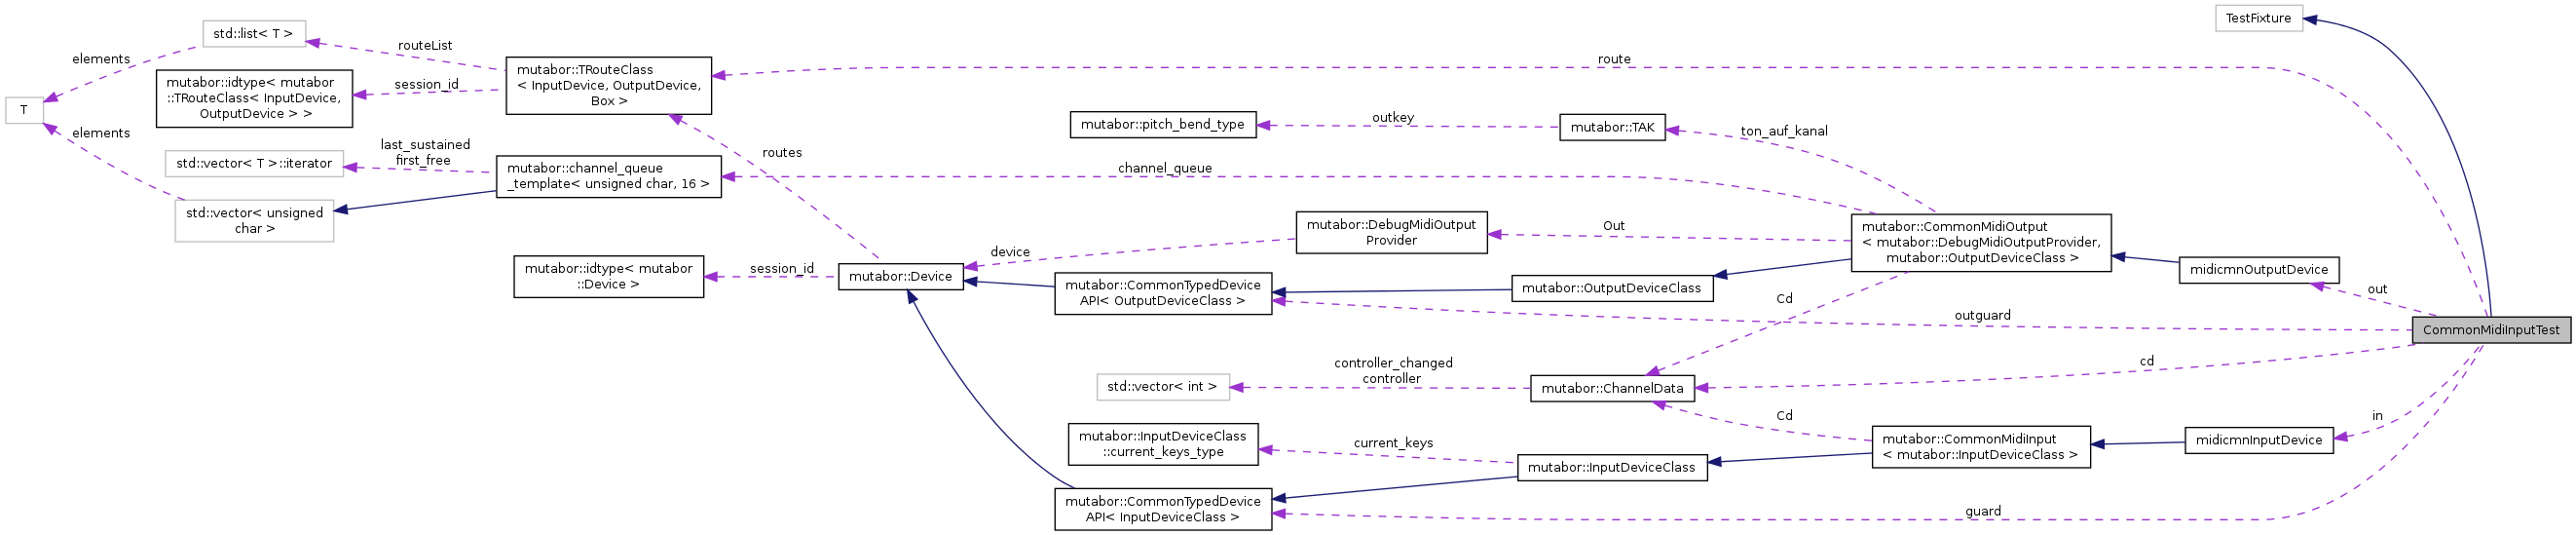 TestFixture
std::list< T >
routeList
elements
route
mutabor::TRouteClass
< InputDevice, OutputDevice,
Box >
mutabor::idtype< mutabor
::TRouteClass< InputDevice,
OutputDevice > >
session_id
T
elements
mutabor::pitch_bend_type
outkey
mutabor::TAK
ton_auf_kanal
last_sustained
first_free
routes
std::vector< T >::iterator
mutabor::channel_queue
_template< unsigned char, 16 >
channel_queue
std::vector< unsigned
char >
mutabor::DebugMidiOutput
Provider
Out
mutabor::CommonMidiOutput
< mutabor::DebugMidiOutputProvider,
mutabor::OutputDeviceClass >
device
mutabor::idtype< mutabor
::Device >
session_id
mutabor::Device
mutabor::CommonTypedDevice
API< OutputDeviceClass >
mutabor::OutputDeviceClass
midicmnOutputDevice
Cd
out
outguard
CommonMidiInputTest
controller_changed
controller
cd
std::vector< int >
mutabor::ChannelData
Cd
in
mutabor::InputDeviceClass
::current_keys_type
current_keys
mutabor::CommonMidiInput
< mutabor::InputDeviceClass >
midicmnInputDevice
mutabor::InputDeviceClass
mutabor::CommonTypedDevice
API< InputDeviceClass >
guard